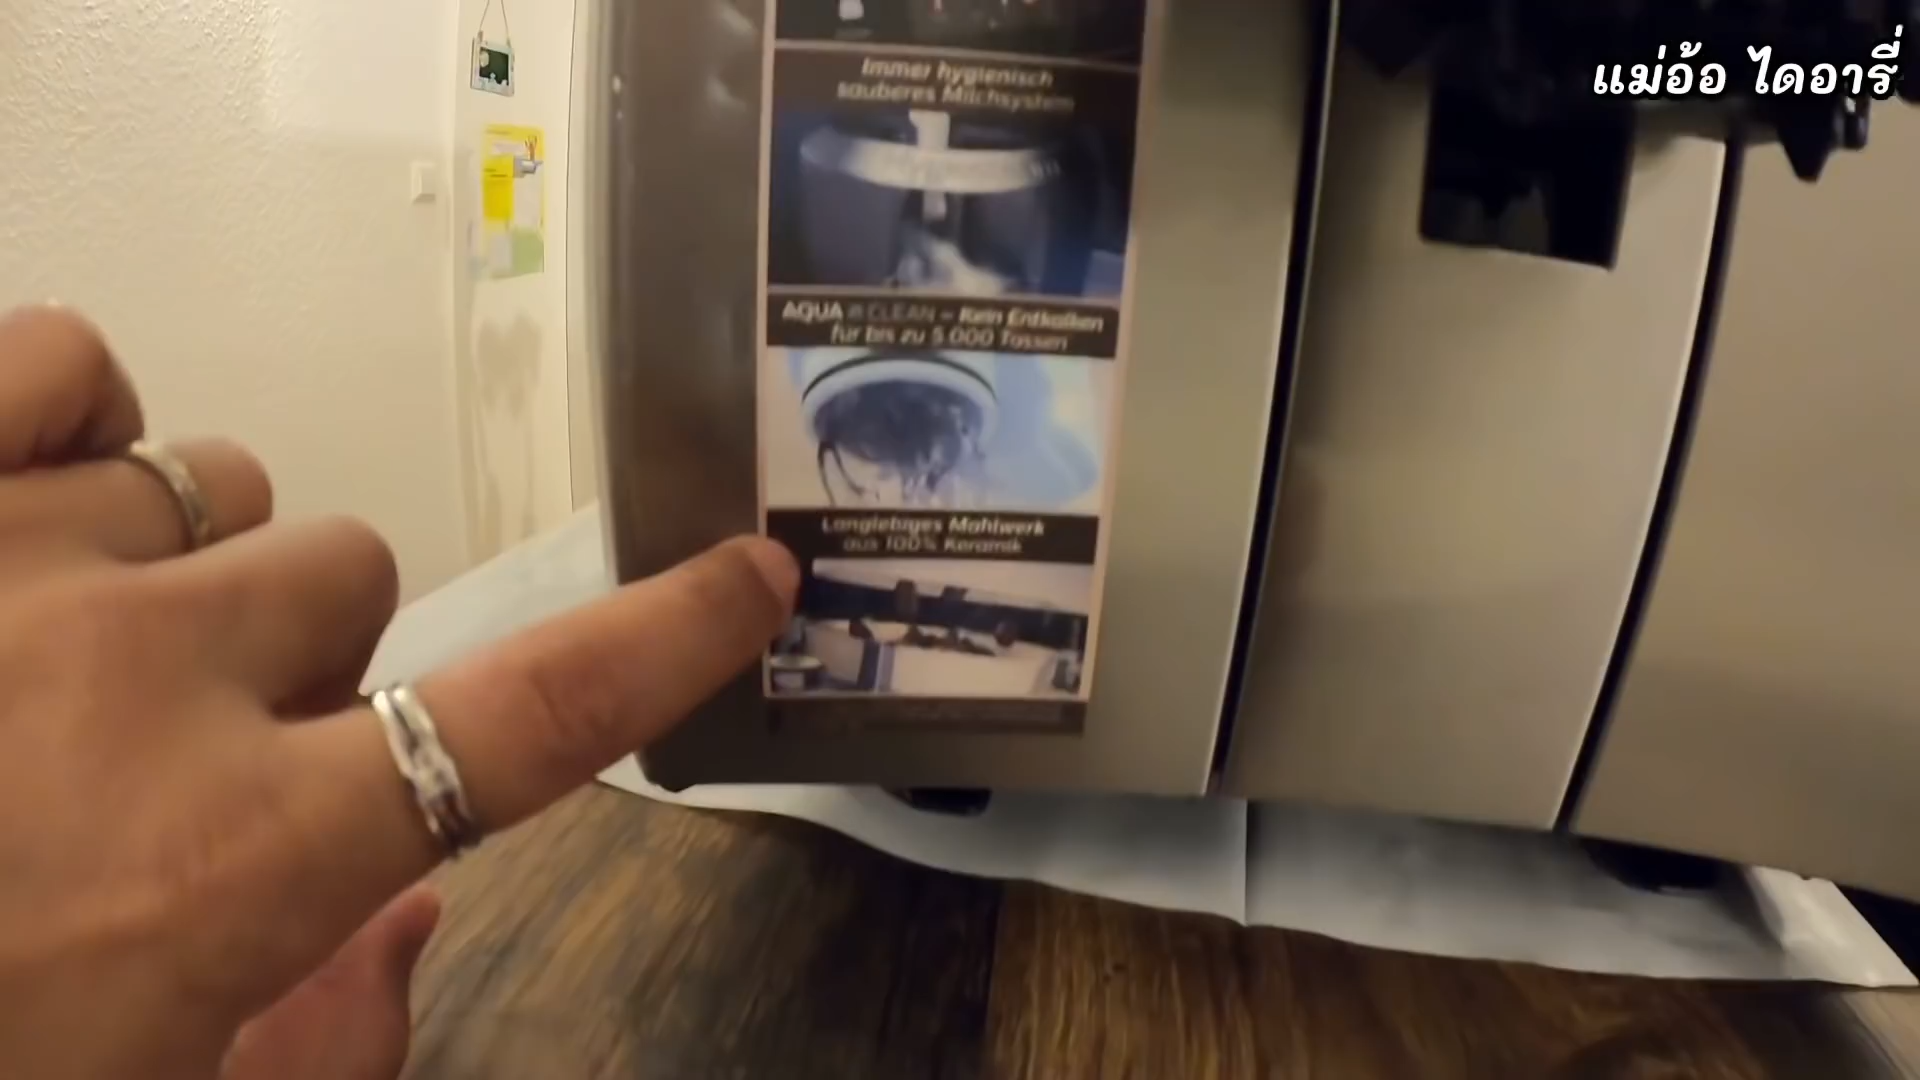 แม่อ้อ ไดอารี่
Immer hygienisch
sauberes Milchsystem
AQUA CLEAN – Kein Entkalken
für bis zu 5.000 Tassen
Langlebiges Mahlwerk
aus 100% Keramik